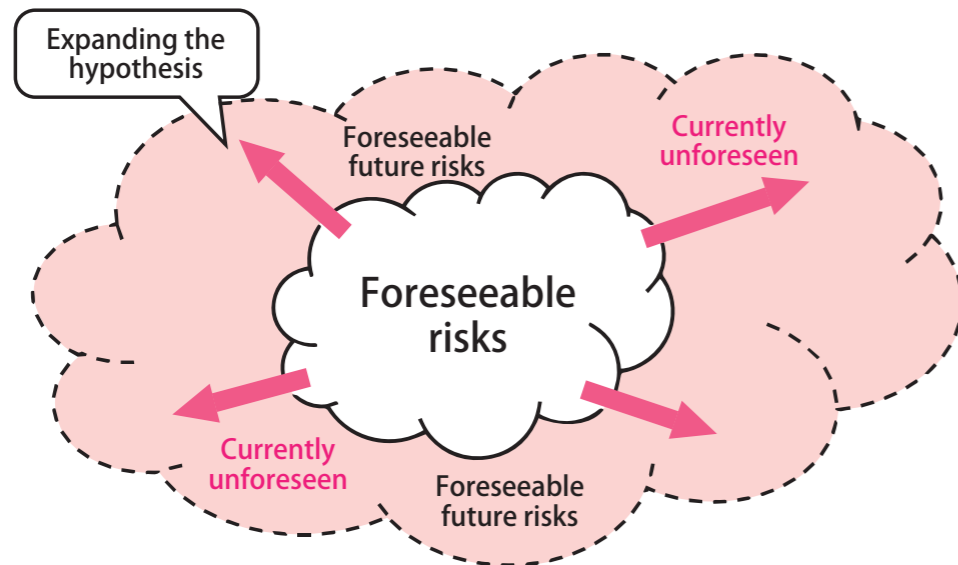 Expanding the
hypothesis
Foreseeable
future risks
Currently
unforeseen
Foreseeable
risks
Currently
unforeseen
Foreseeable
future risks